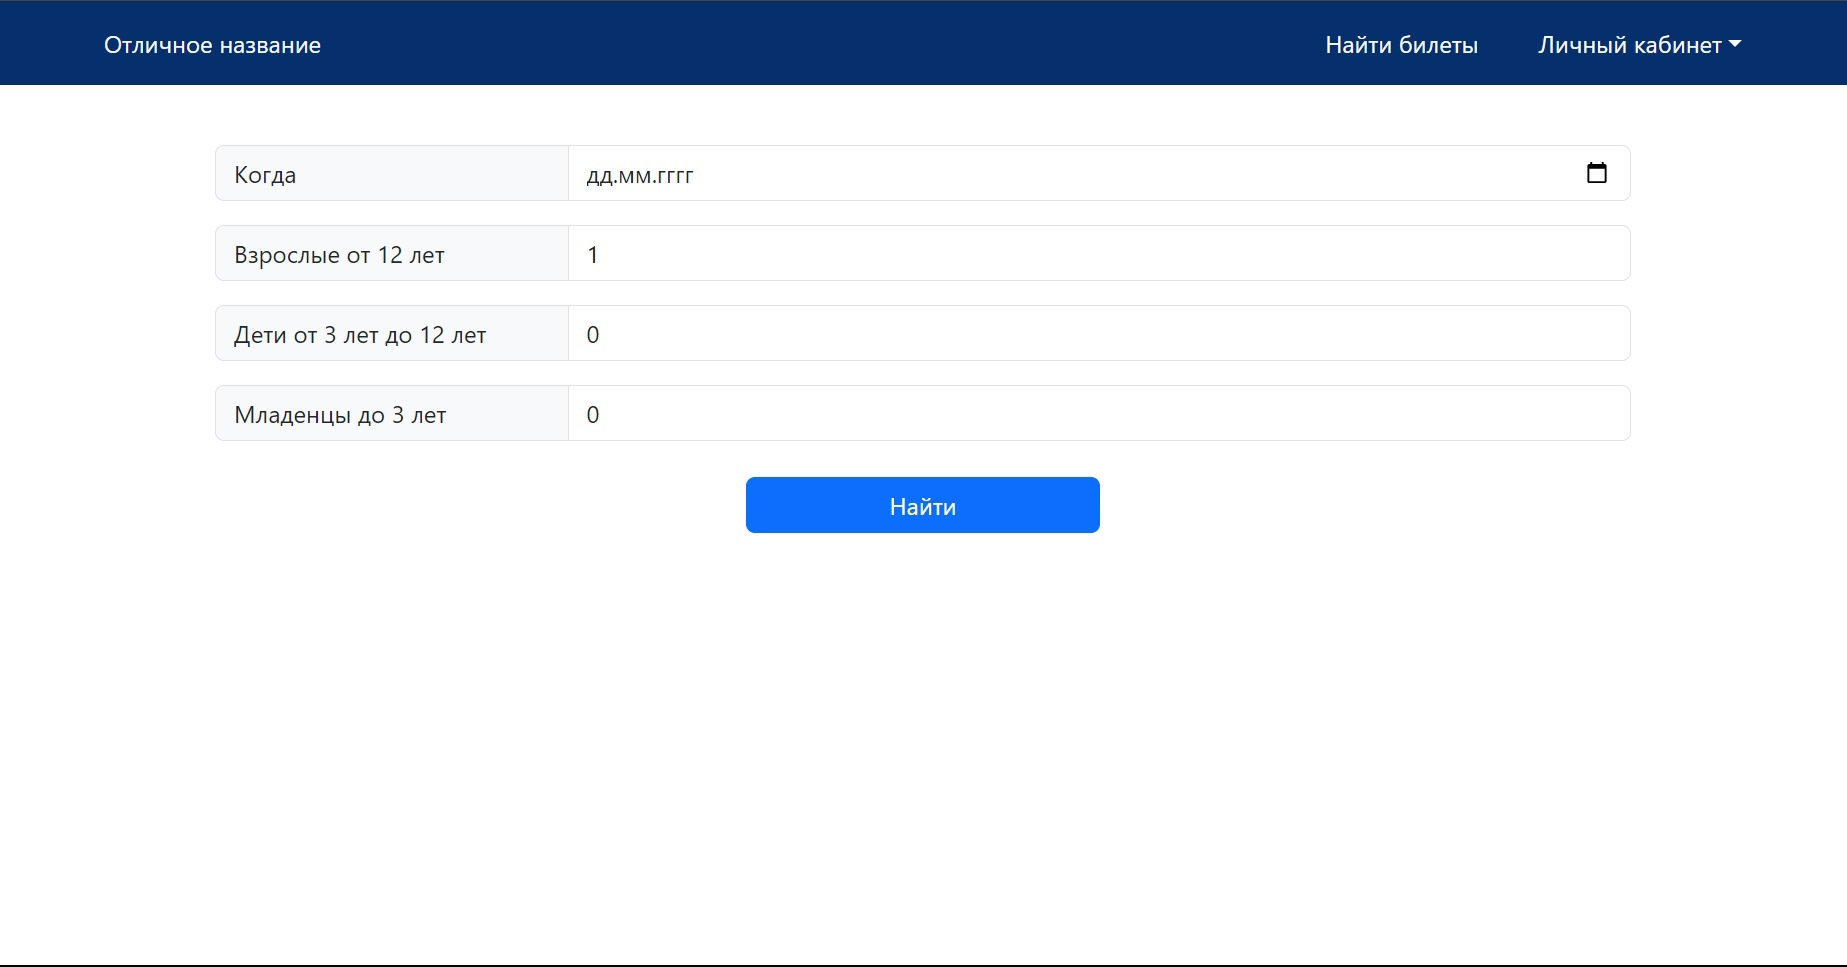 Отличное название
Найти билеты
Личный кабинет
Когда
дд.мм.гггг
Взрослые от 12 лет
1
Дети от 3 лет до 12 лет
0
Младенцы до 3 лет
0
Найти